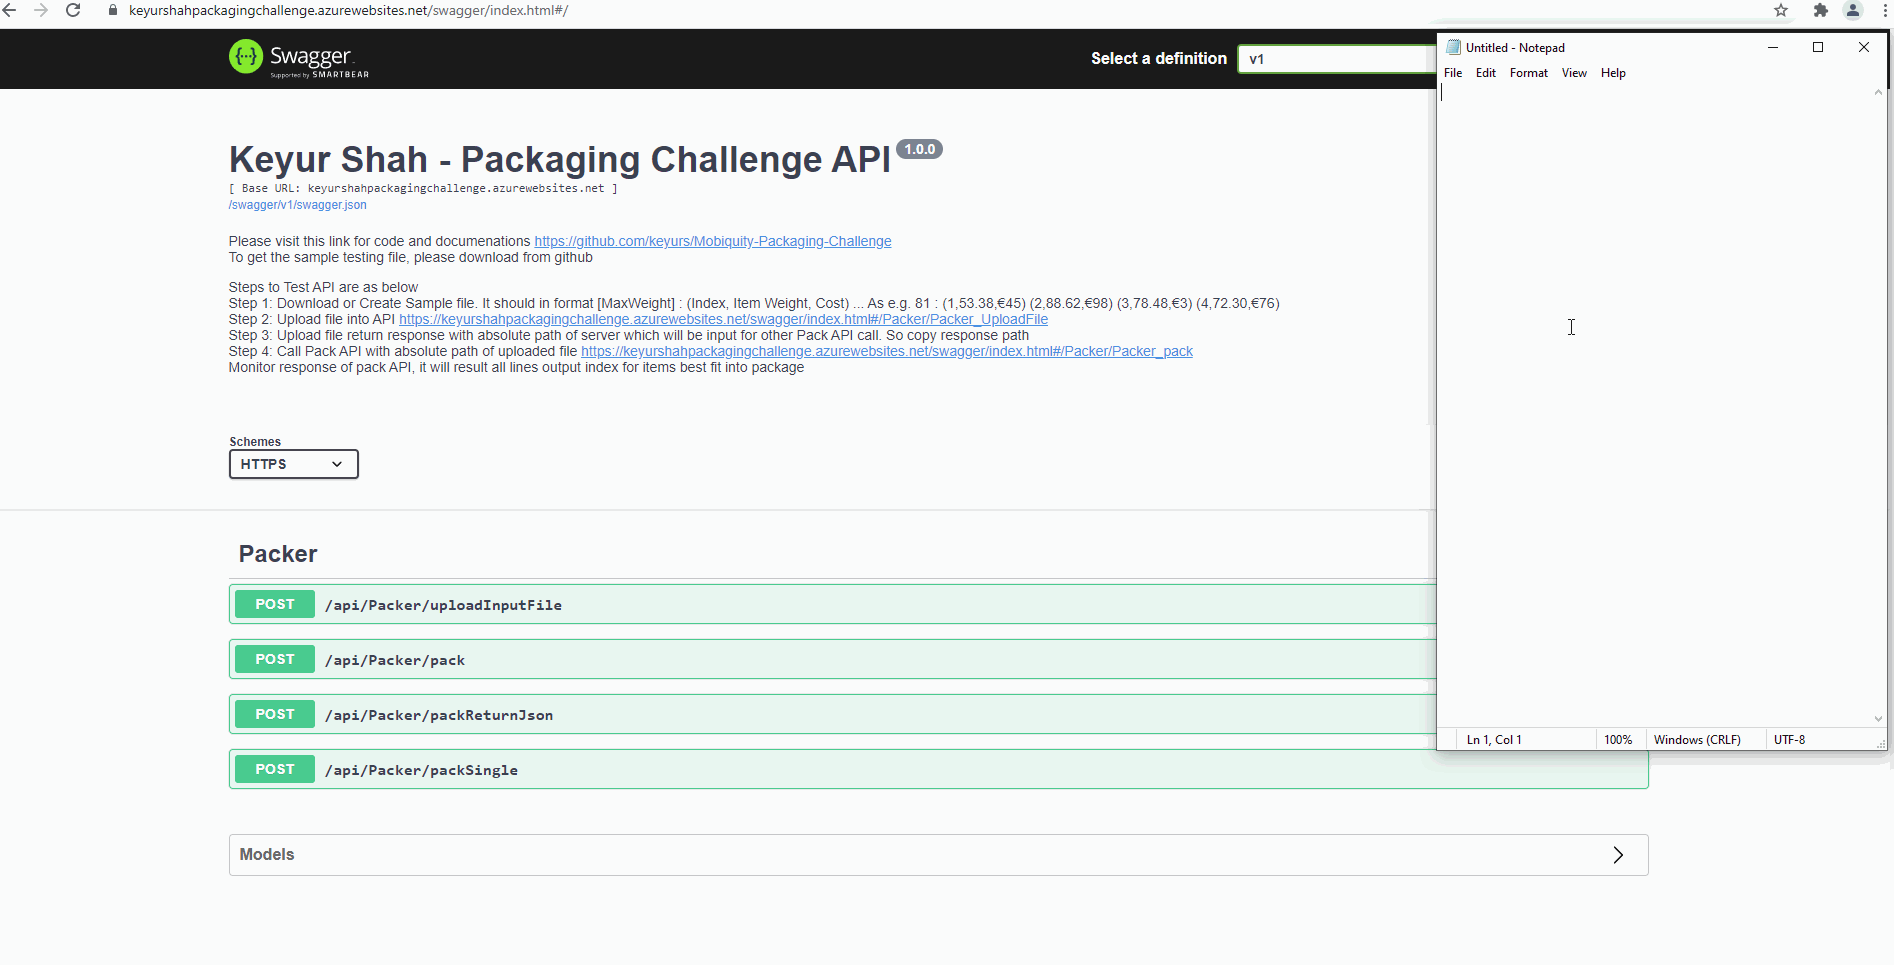 keyurshahpackagingchallenge.azurewebsites.net/swagger/index.html#/
Swagger
Supported by SMARTBEAR
Select a definition
v1
Untitled - Notepad
File Edit Format View Help
Keyur Shah - Packaging Challenge API 1.0.0
[ Base URL: keyurshahpackagingchallenge.azurewebsites.net ]
/swagger/v1/swagger.json
Please visit this link for code and documenations https://github.com/keyurs/Mobiquity-Packaging-Challenge
To get the sample testing file, please download from github
Steps to Test API are as below
Step 1: Download or Create Sample file. It should in format [MaxWeight] : (Index, Item Weight, Cost) ... As e.g. 81 : (1,53.38,€45) (2,88.62,€98) (3,78.48,€3) (4,72.30,€76)
Step 2: Upload file into API https://keyurshahpackagingchallenge.azurewebsites.net/swagger/index.html#/Packer/Packer_UploadFile
Step 3: Upload file return response with absolute path of server which will be input for other Pack API call. So copy response path
Step 4: Call Pack API with absolute path of uploaded file https://keyurshahpackagingchallenge.azurewebsites.net/swagger/index.html#/Packer/Packer_pack
Monitor response of pack API, it will result all lines output index for items best fit into package
Schemes
HTTPS
Packer
POST /api/Packer/uploadInputFile
POST /api/Packer/pack
POST /api/Packer/packReturnJson
POST /api/Packer/packSingle
Ln 1, Col 1 100% Windows (CRLF) UTF-8
Models